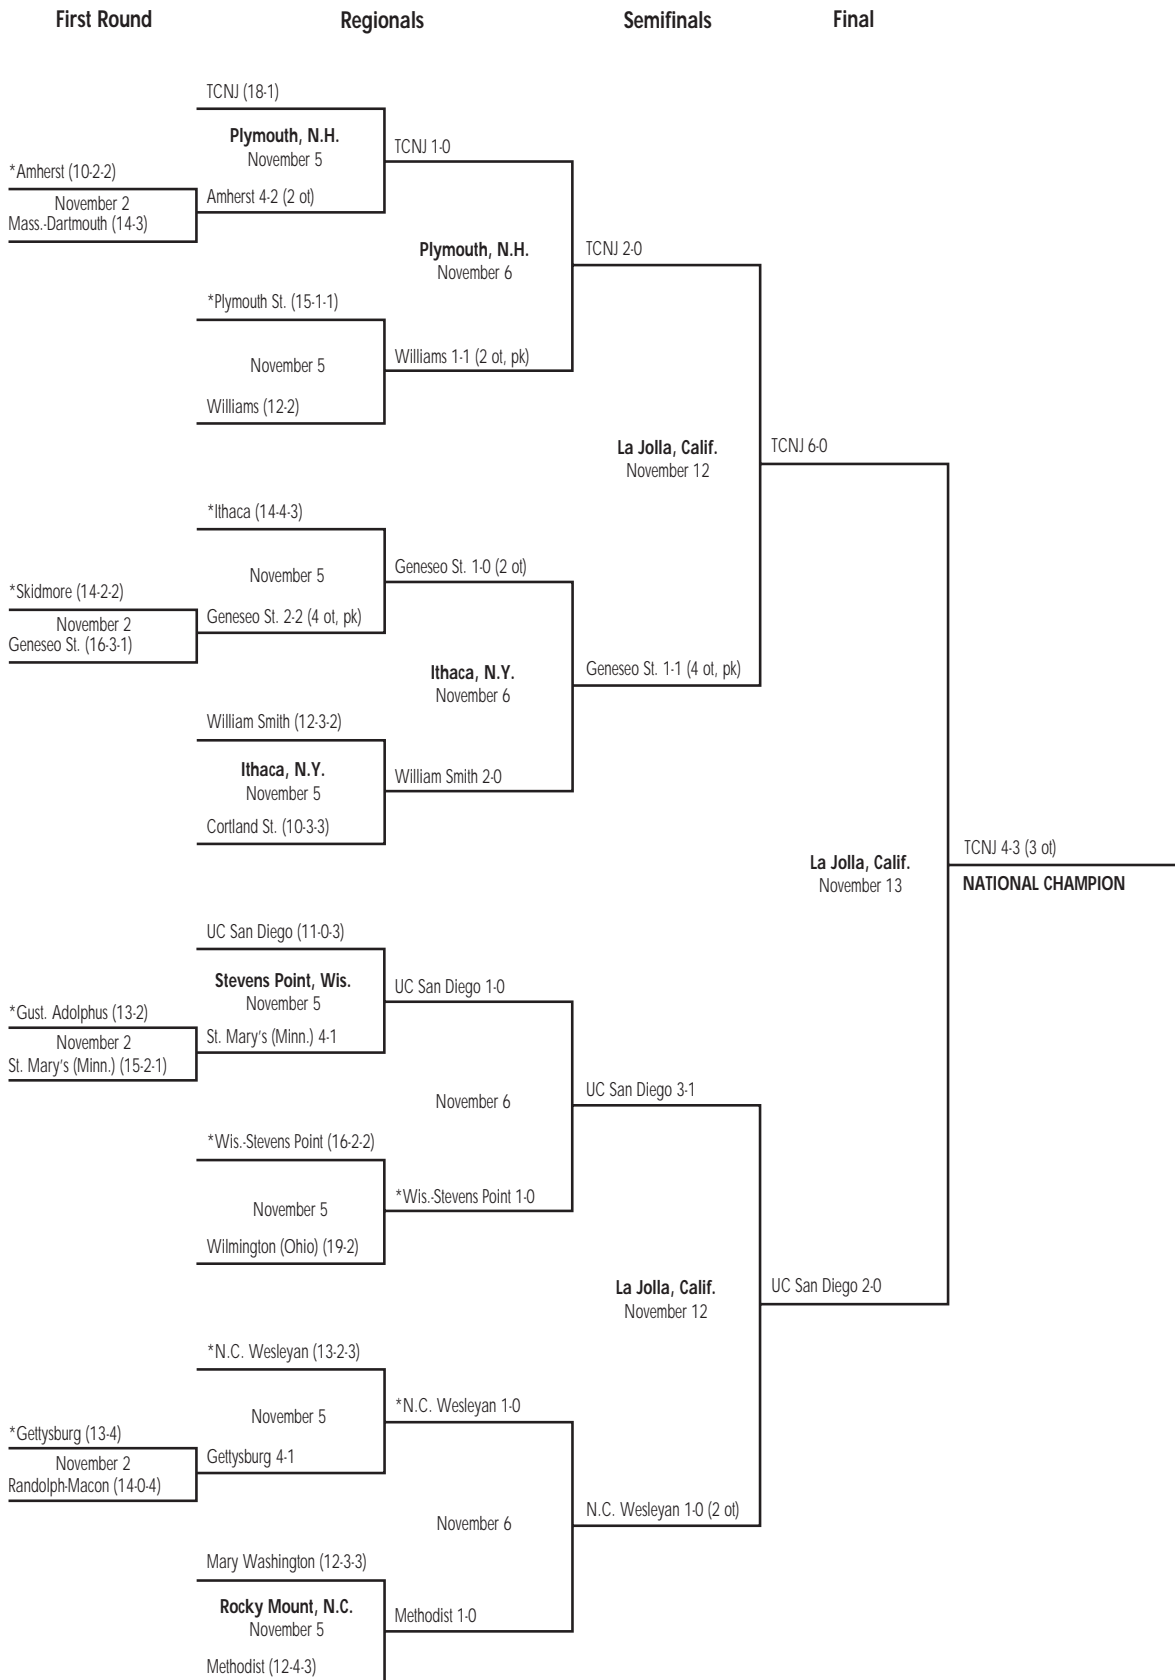 First Round
Regionals
Semifinals
Final
TCNJ (18-1)
Plymouth, N.H.
November 5
TCNJ 1-0
*Amherst (10-2-2)
November 2
Mass.-Dartmouth (14-3)
Amherst 4-2 (2 ot)
Plymouth, N.H.
November 6
TCNJ 2-0
*Plymouth St. (15-1-1)
November 5
Williams 1-1 (2 ot, pk)
Williams (12-2)
La Jolla, Calif.
November 12
TCNJ 6-0
*Ithaca (14-4-3)
November 5
Geneseo St. 1-0 (2 ot)
*Skidmore (14-2-2)
November 2
Geneseo St. (16-3-1)
Geneseo St. 2-2 (4 ot, pk)
Ithaca, N.Y.
November 6
Geneseo St. 1-1 (4 ot, pk)
William Smith (12-3-2)
Ithaca, N.Y.
November 5
William Smith 2-0
Cortland St. (10-3-3)
La Jolla, Calif.
November 13
TCNJ 4-3 (3 ot)
NATIONAL CHAMPION
UC San Diego (11-0-3)
Stevens Point, Wis.
November 5
UC San Diego 1-0
*Gust. Adolphus (13-2)
November 2
St. Mary's (Minn.) (15-2-1)
St. Mary's (Minn.) 4-1
November 6
UC San Diego 3-1
*Wis.-Stevens Point (16-2-2)
November 5
*Wis.-Stevens Point 1-0
Wilmington (Ohio) (19-2)
La Jolla, Calif.
November 12
UC San Diego 2-0
*N.C. Wesleyan (13-2-3)
November 5
*N.C. Wesleyan 1-0
*Gettysburg (13-4)
November 2
Randolph-Macon (14-0-4)
Gettysburg 4-1
November 6
N.C. Wesleyan 1-0 (2 ot)
Mary Washington (12-3-3)
Rocky Mount, N.C.
November 5
Methodist 1-0
Methodist (12-4-3)